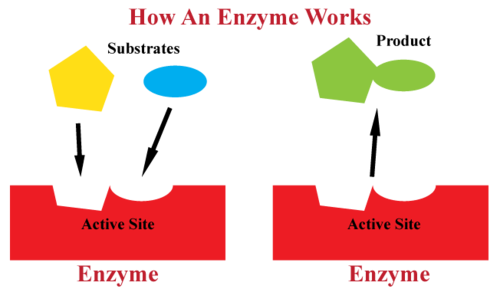 How An Enzyme Works
Substrates
Product
Active Site
Active Site
Enzyme
Enzyme